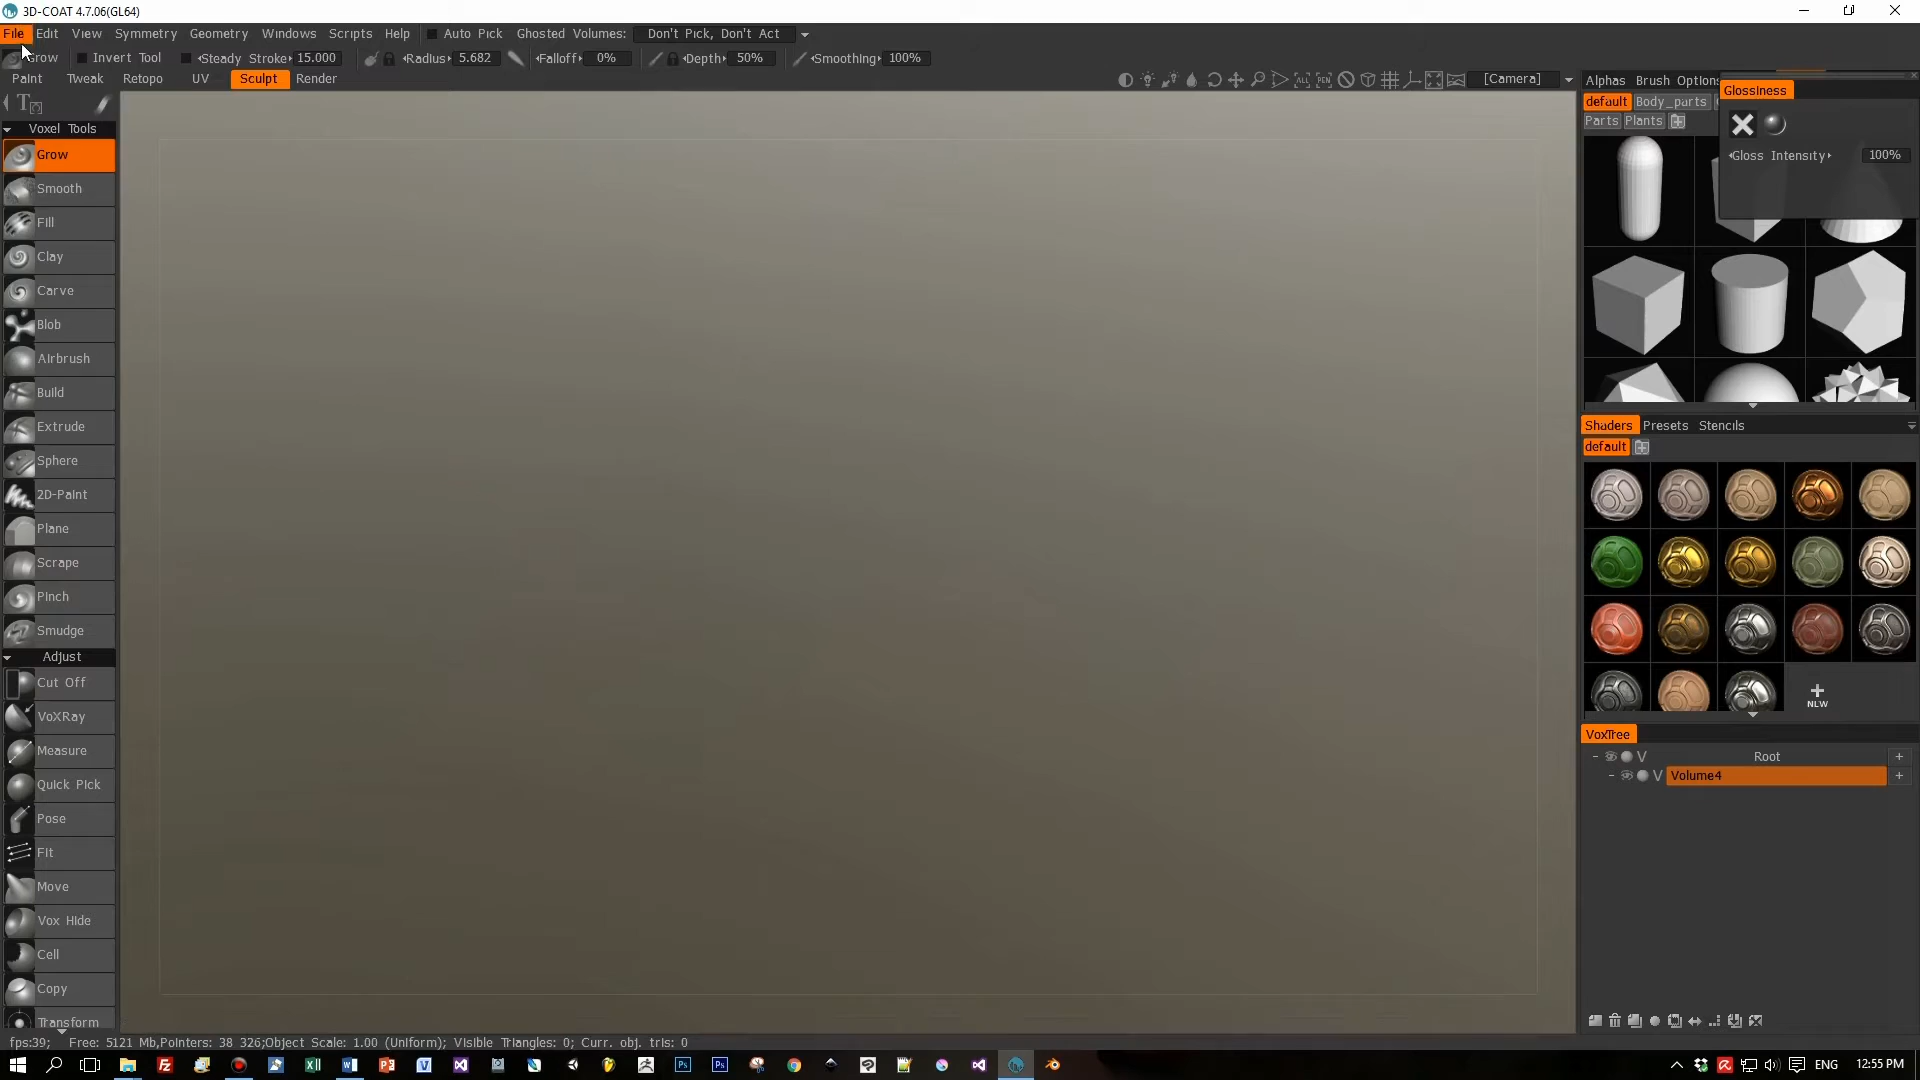 3D-COAT 4.7.06(GL64)
File Edit View Symmetry Geometry Windows Scripts Help Auto Pick Ghosted Volumes: Don't Pick, Don't Act
Grow Invert Tool Steady Stroke 15.000 Radius 5.682 Falloff 0% Depth 50% Smoothing 100%
Paint Tweak Retopo UV Sculpt Render [Camera]
Alphas Brush Options
Glossiness
default Body_parts
Parts Plants
Gloss Intensity 100%
Voxel Tools
Grow
Smooth
Fill
Clay
Carve
Blob
Airbrush
Build
Extrude
Sphere
2D-Paint
Plane
Scrape
Pinch
Smudge
Adjust
Cut Off
VoXRay
Measure
Quick Pick
Pose
Fit
Move
Vox Hide
Cell
Copy
Transform
Shaders Presets Stencils
default
NEW
VoxTree
V Root +
V Volume4 +
fps:39; Free: 5121 Mb,Pointers: 38 326;Object Scale: 1.00 (Uniform); Visible Triangles: 0; Curr. obj. tris: 0
ENG 12:55 PM